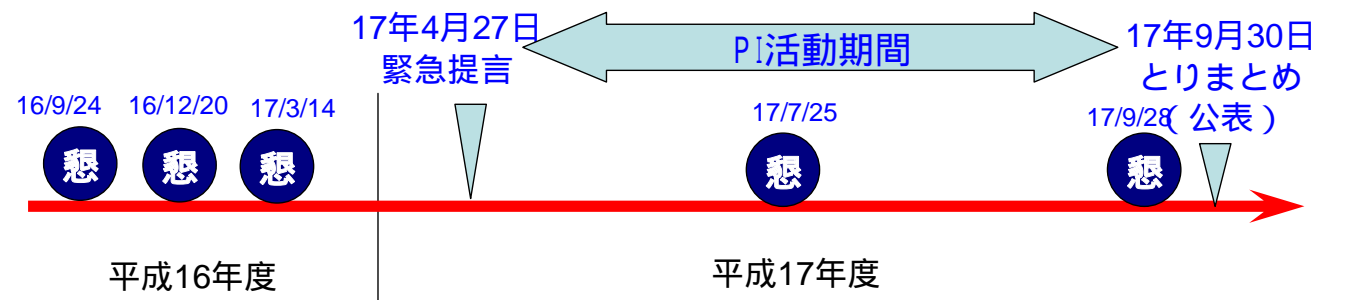 17年4月27日
緊急提言
PI活動期間
17年9月30日
とりまとめ
(公表)
16/9/24
16/12/20
17/3/14
17/7/25
17/9/28
懇
懇
懇
懇
懇
平成16年度
平成17年度